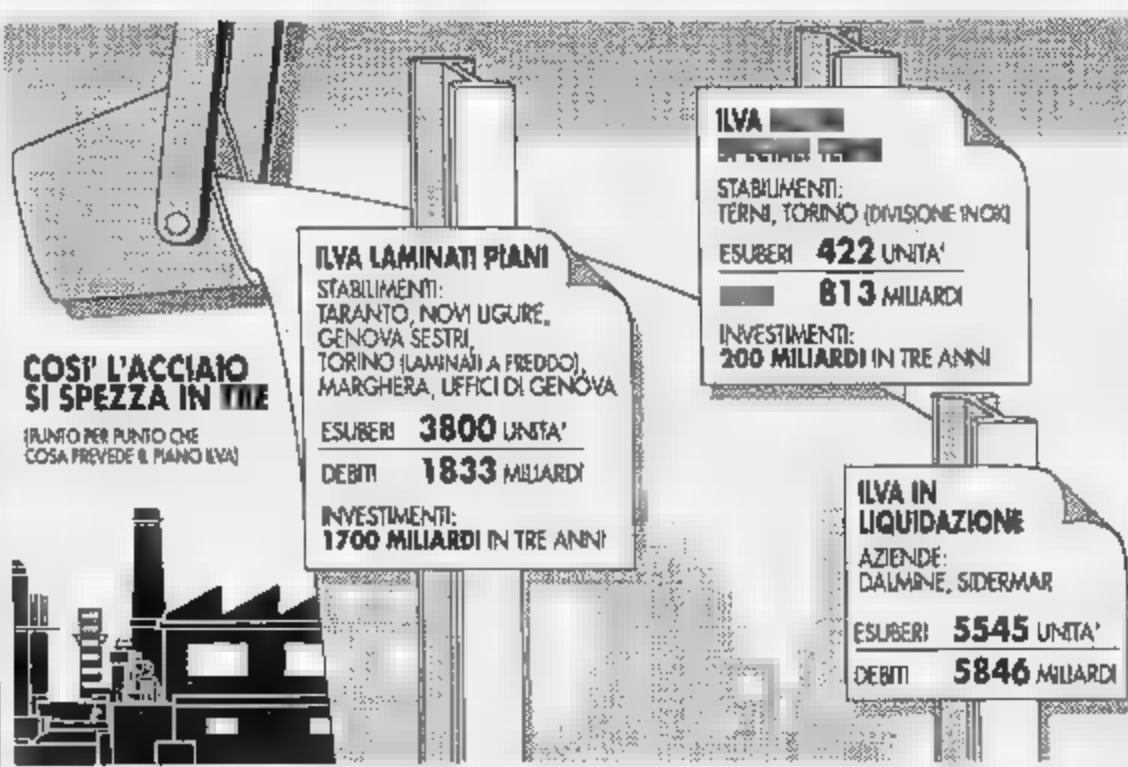 COSI' L'ACCIAIO
SI SPEZZA IN
(PUNTO PER PUNTO CHE
COSA PREVEDE IL PIANO ILVA)
ILVA LAMINATI PIANI
STABILIMENTI:
TARANTO, NOVI LIGURE,
GENOVA SESTRI,
TORINO (LAMINATI A FREDDO),
MARGHERA, UFFICI DI GENOVA
ESUBERI 3800 UNITA'
DEBITI 1833 MILIARDI
INVESTIMENTI:
1700 MILIARDI IN TRE ANNI
ILVA
STABILIMENTI:
TERNI, TORINO (DIVISIONE INOX)
ESUBERI 422 UNITA'
813 MILIARDI
INVESTIMENTI:
200 MILIARDI IN TRE ANNI
ILVA IN
LIQUIDAZIONE
AZIENDE:
DALMINE, SIDERMAR
ESUBERI 5545 UNITA'
DEBITI 5846 MILIARDI